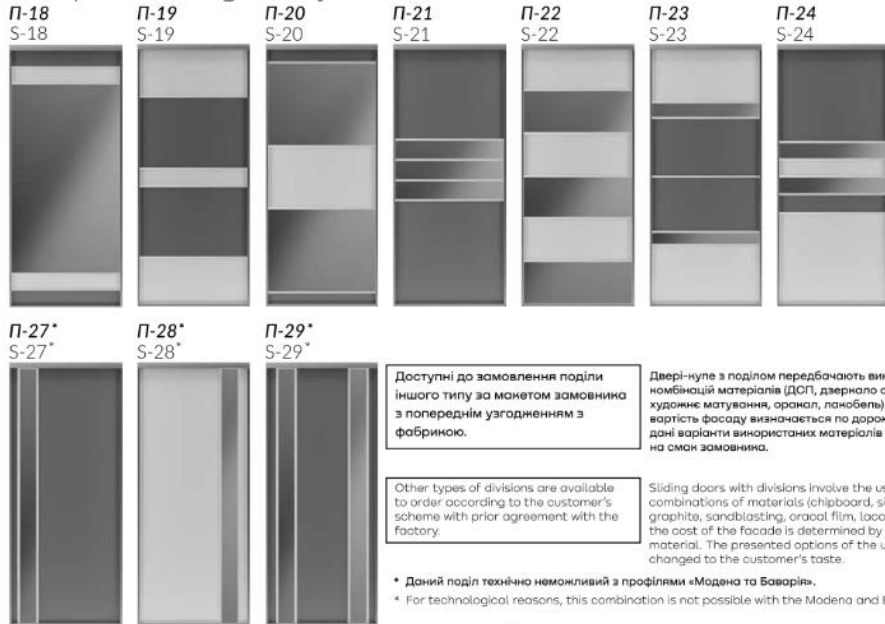 П-18
S-18
П-19
S-19
П-20
S-20
П-21
S-21
П-22
S-22
П-23
S-23
П-24
S-24
П-27*
S-27*
П-28*
S-28*
П-29*
S-29*
Доступні до замовлення поділи
іншого типу за макетом замовника
з попереднім узгодженням з
фабрикою.
Двері-купе з поділом передбачають
комбінацій матеріалів (ДСП, дзеркало
художнє матування, оракал, лакобель)
вартість фасаду визначається по
дані варіанти використаних матеріалів
на смак замовника.
Other types of divisions are available
to order according to the customer's
scheme with prior agreement with the
factory.
Sliding doors with divisions involve the
combinations of materials (chipboard,
graphite, sandblasting, oracal film,
the cost of the facade is determined by
material. The presented options of the
changed to the customer's taste.
* Даний поділ технічно неможливий з профілями «Модена та Баварія».
* For technological reasons, this combination is not possible with the Modena and